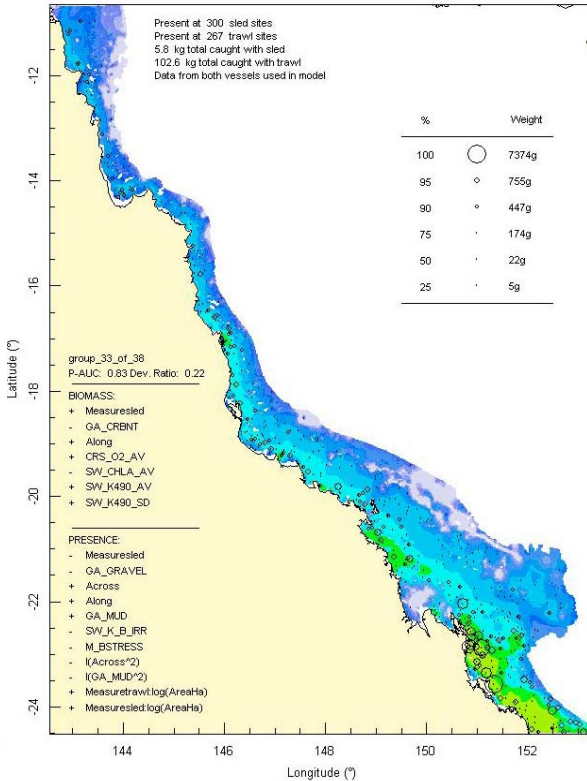 Present at 300 sled sites
Present at 267 trawl sites
5.8 kg total caught with sled
102.6 kg total caught with trawl
Data from both vessels used in model
% Weight
100 7374g
95 755g
90 447g
75 174g
50 22g
25 5g
group_33_of_38
P-AUC: 0.83 Dev. Ratio: 0.22
BIOMASS:
+ Measuresled
- GA_CRBNT
+ Along
+ CRS_O2_AV
- SW_CHLA_AV
+ SW_K490_AV
+ SW_K490_SD
PRESENCE:
- Measuresled
- GA_GRAVEL
+ Across
+ Along
+ GA_MUD
- SW_K_B_IRR
- M_BSTRESS
- I(Across^2)
- I(GA_MUD^2)
+ Measuretrawl:log(AreaHa)
+ Measuresled:log(AreaHa)
Latitude (°)
-12
-14
-16
-18
-20
-22
-24
144 146 148 150 152
Longitude (°)